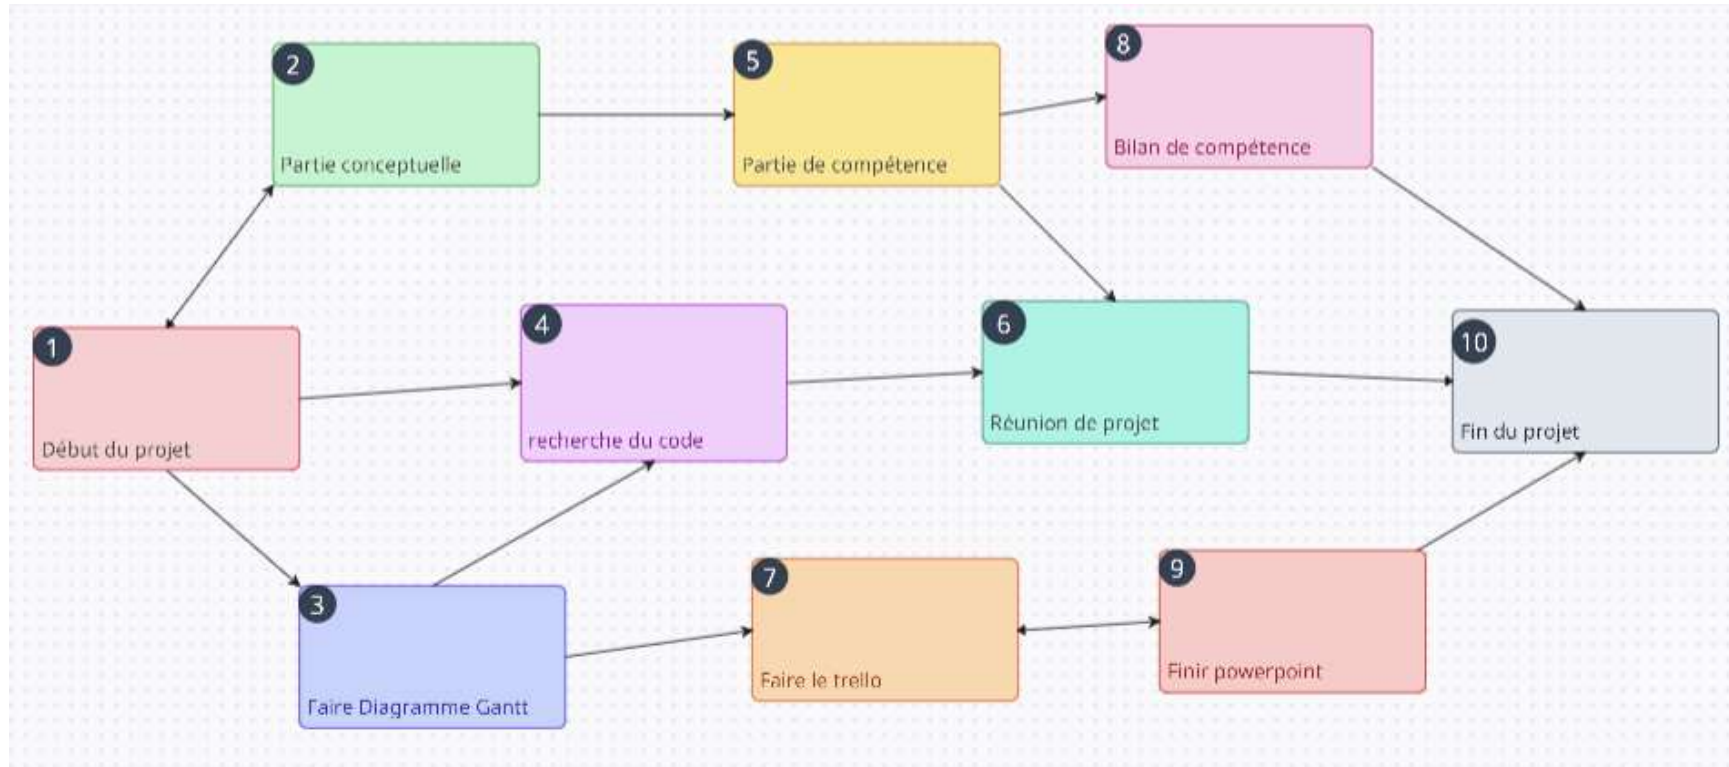 2
Partie conceptuelle
5
Partie de compétence
8
Bilan de compétence
1
Début du projet
4
recherche du code
6
Réunion de projet
10
Fin du projet
3
Faire Diagramme Gantt
7
Faire le trello
9
Finir powerpoint